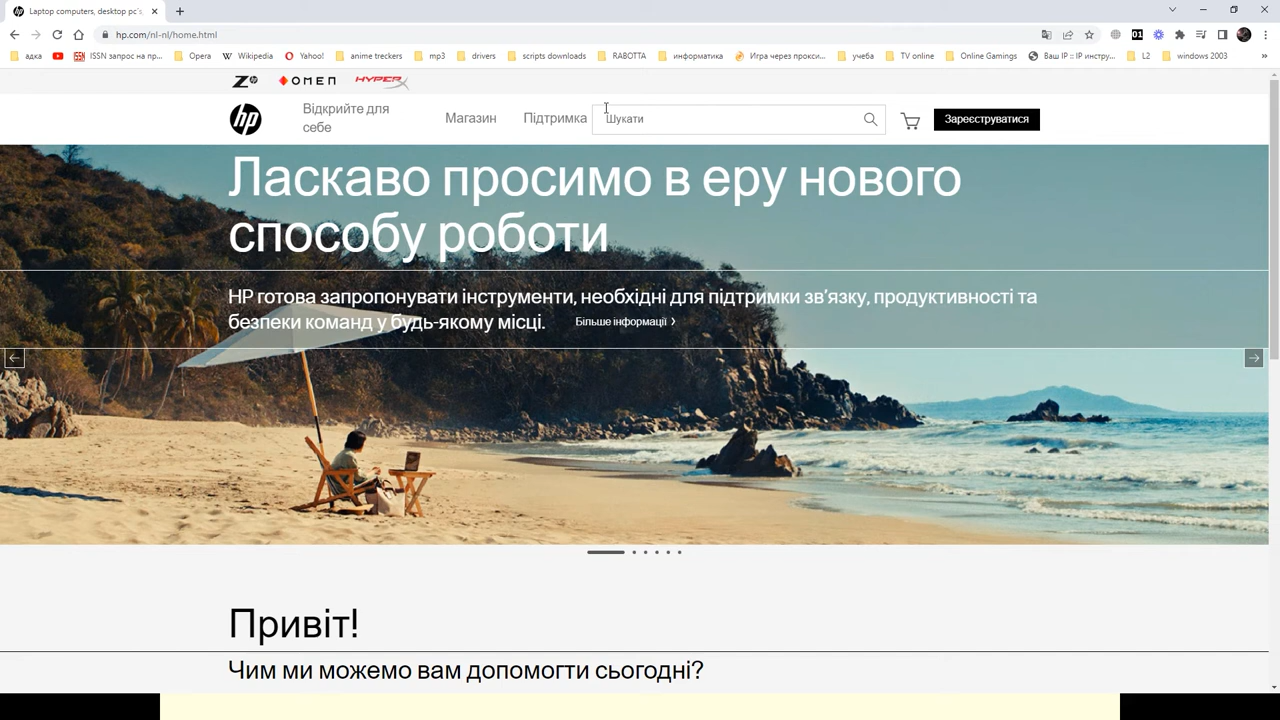 Laptop computers, desktop pc's
hp.com/nl-nl/home.html
01
адка
ISSN запрос на пр...
Opera
Wikipedia
Yahoo!
anime treckers
mp3
drivers
scripts downloads
RABOTTA
информатика
Игра через прокси...
учеба
TV online
Online Gamings
Ваш IP :: IP инстру...
L2
windows 2003
Z hp
OMEN
HYPERX
hp
Відкрийте для
себе
Магазин
Підтримка
Шукати
Зареєструватися
Ласкаво просимо в еру нового
способу роботи
HP готова запропонувати інструменти, необхідні для підтримки зв'язку, продуктивності та
безпеки команд у будь-якому місці.
Більше інформації
Привіт!
Чим ми можемо вам допомогти сьогодні?